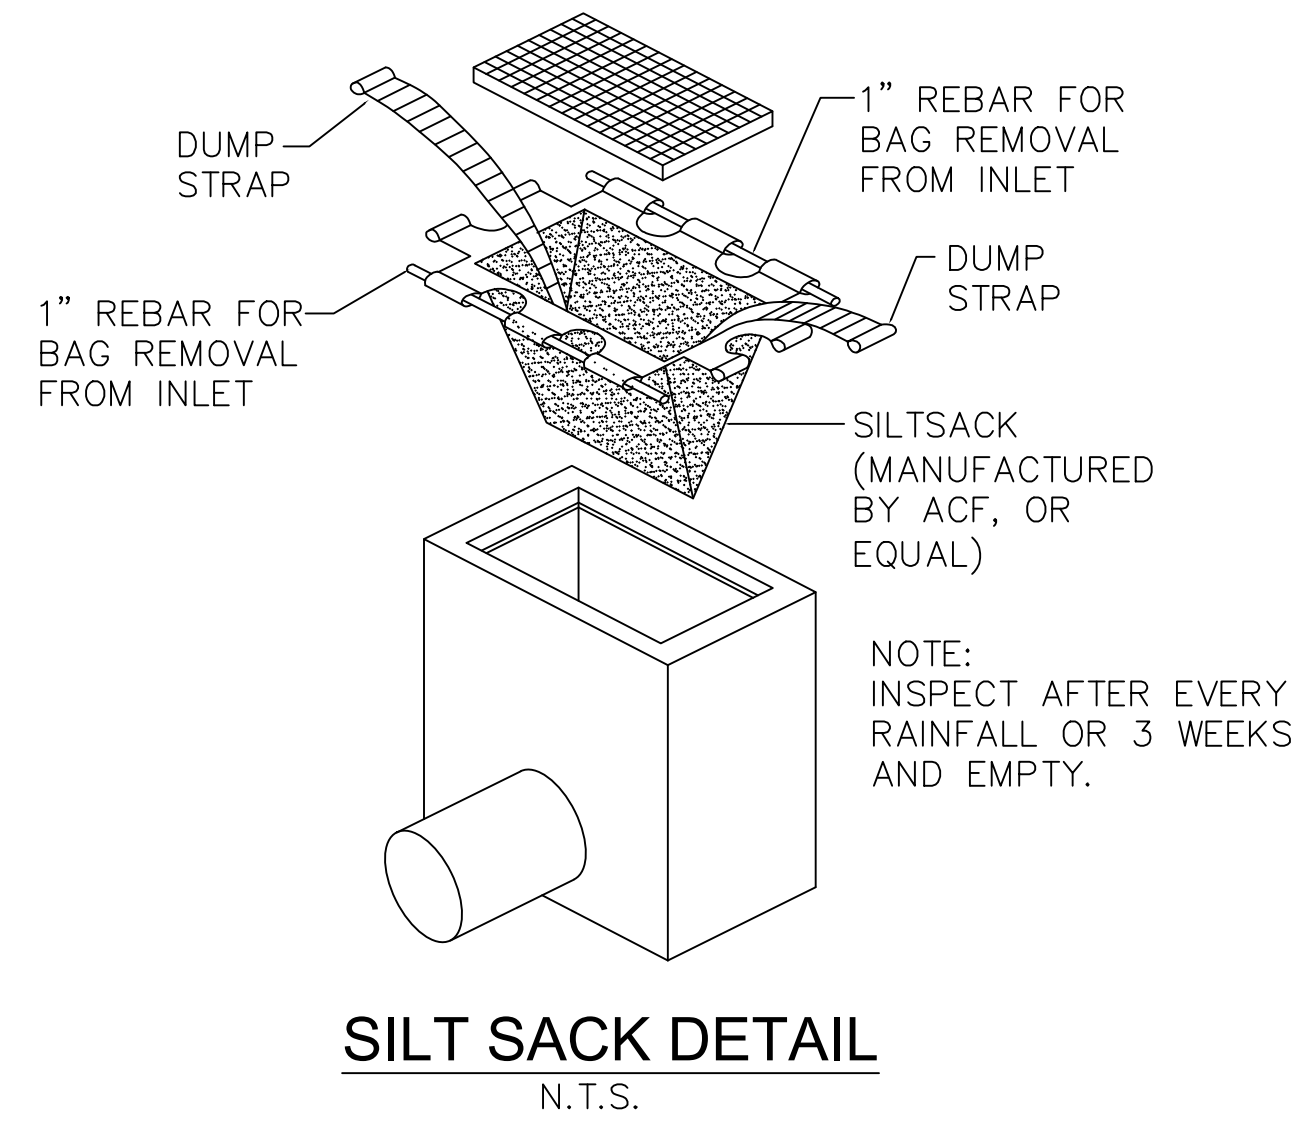 DUMP
STRAP
1” REBAR FOR
BAG REMOVAL
FROM INLET
1” REBAR FOR
BAG REMOVAL
FROM INLET
DUMP
STRAP
SILTSACK
(MANUFACTURED
BY ACF, OR
EQUAL)
NOTE:
INSPECT AFTER EVERY
RAINFALL OR 3 WEEKS
AND EMPTY.
SILT SACK DETAIL
N.T.S.